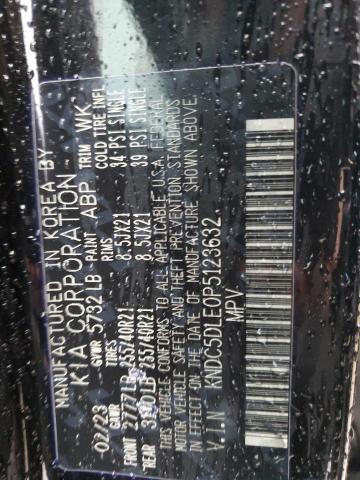 MANUFACTURED IN KOREA BY
KIA CORPORATION
02/23 GVWR 5732 LB PAINT ABP TRIM WK
GAWR TIRES RIMS COLD TIRE INFL
FRONT 2777LB 255/40R21 8.5JX21 34 PSI SINGLE
REAR LB 255/40R21 8.5JX21 39 PSI SINGLE
THIS VEHICLE CONFORMS TO ALL APPLICABLE U.S.A. FEDERAL
MOTOR VEHICLE SAFETY AND THEFT PREVENTION STANDARDS
IN EFFECT ON THE DATE OF MANUFACTURE SHOWN ABOVE.
V.I.N KNDC5DLE0P5123632
MPV